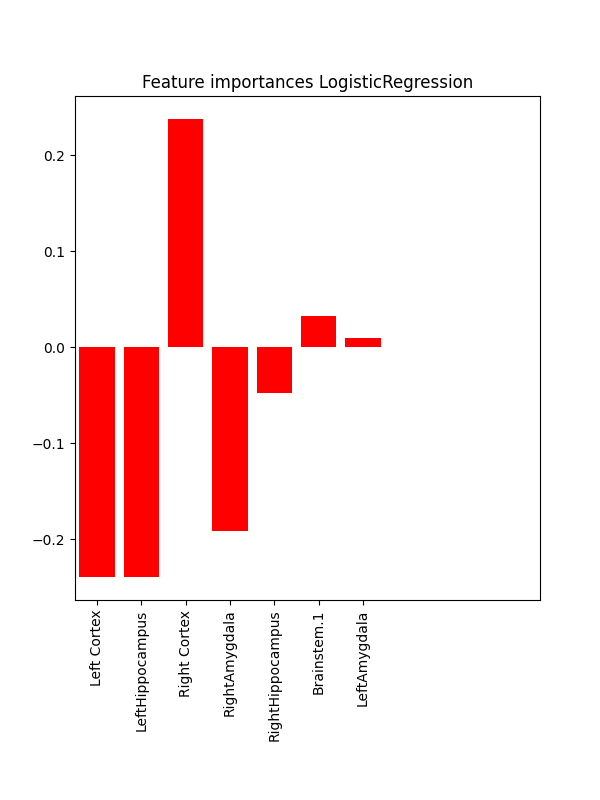 Feature importances LogisticRegression
0.2
0.1
0.0
−0.1
−0.2
Left Cortex
LeftHippocampus
Right Cortex
RightAmygdala
RightHippocampus
Brainstem.1
LeftAmygdala